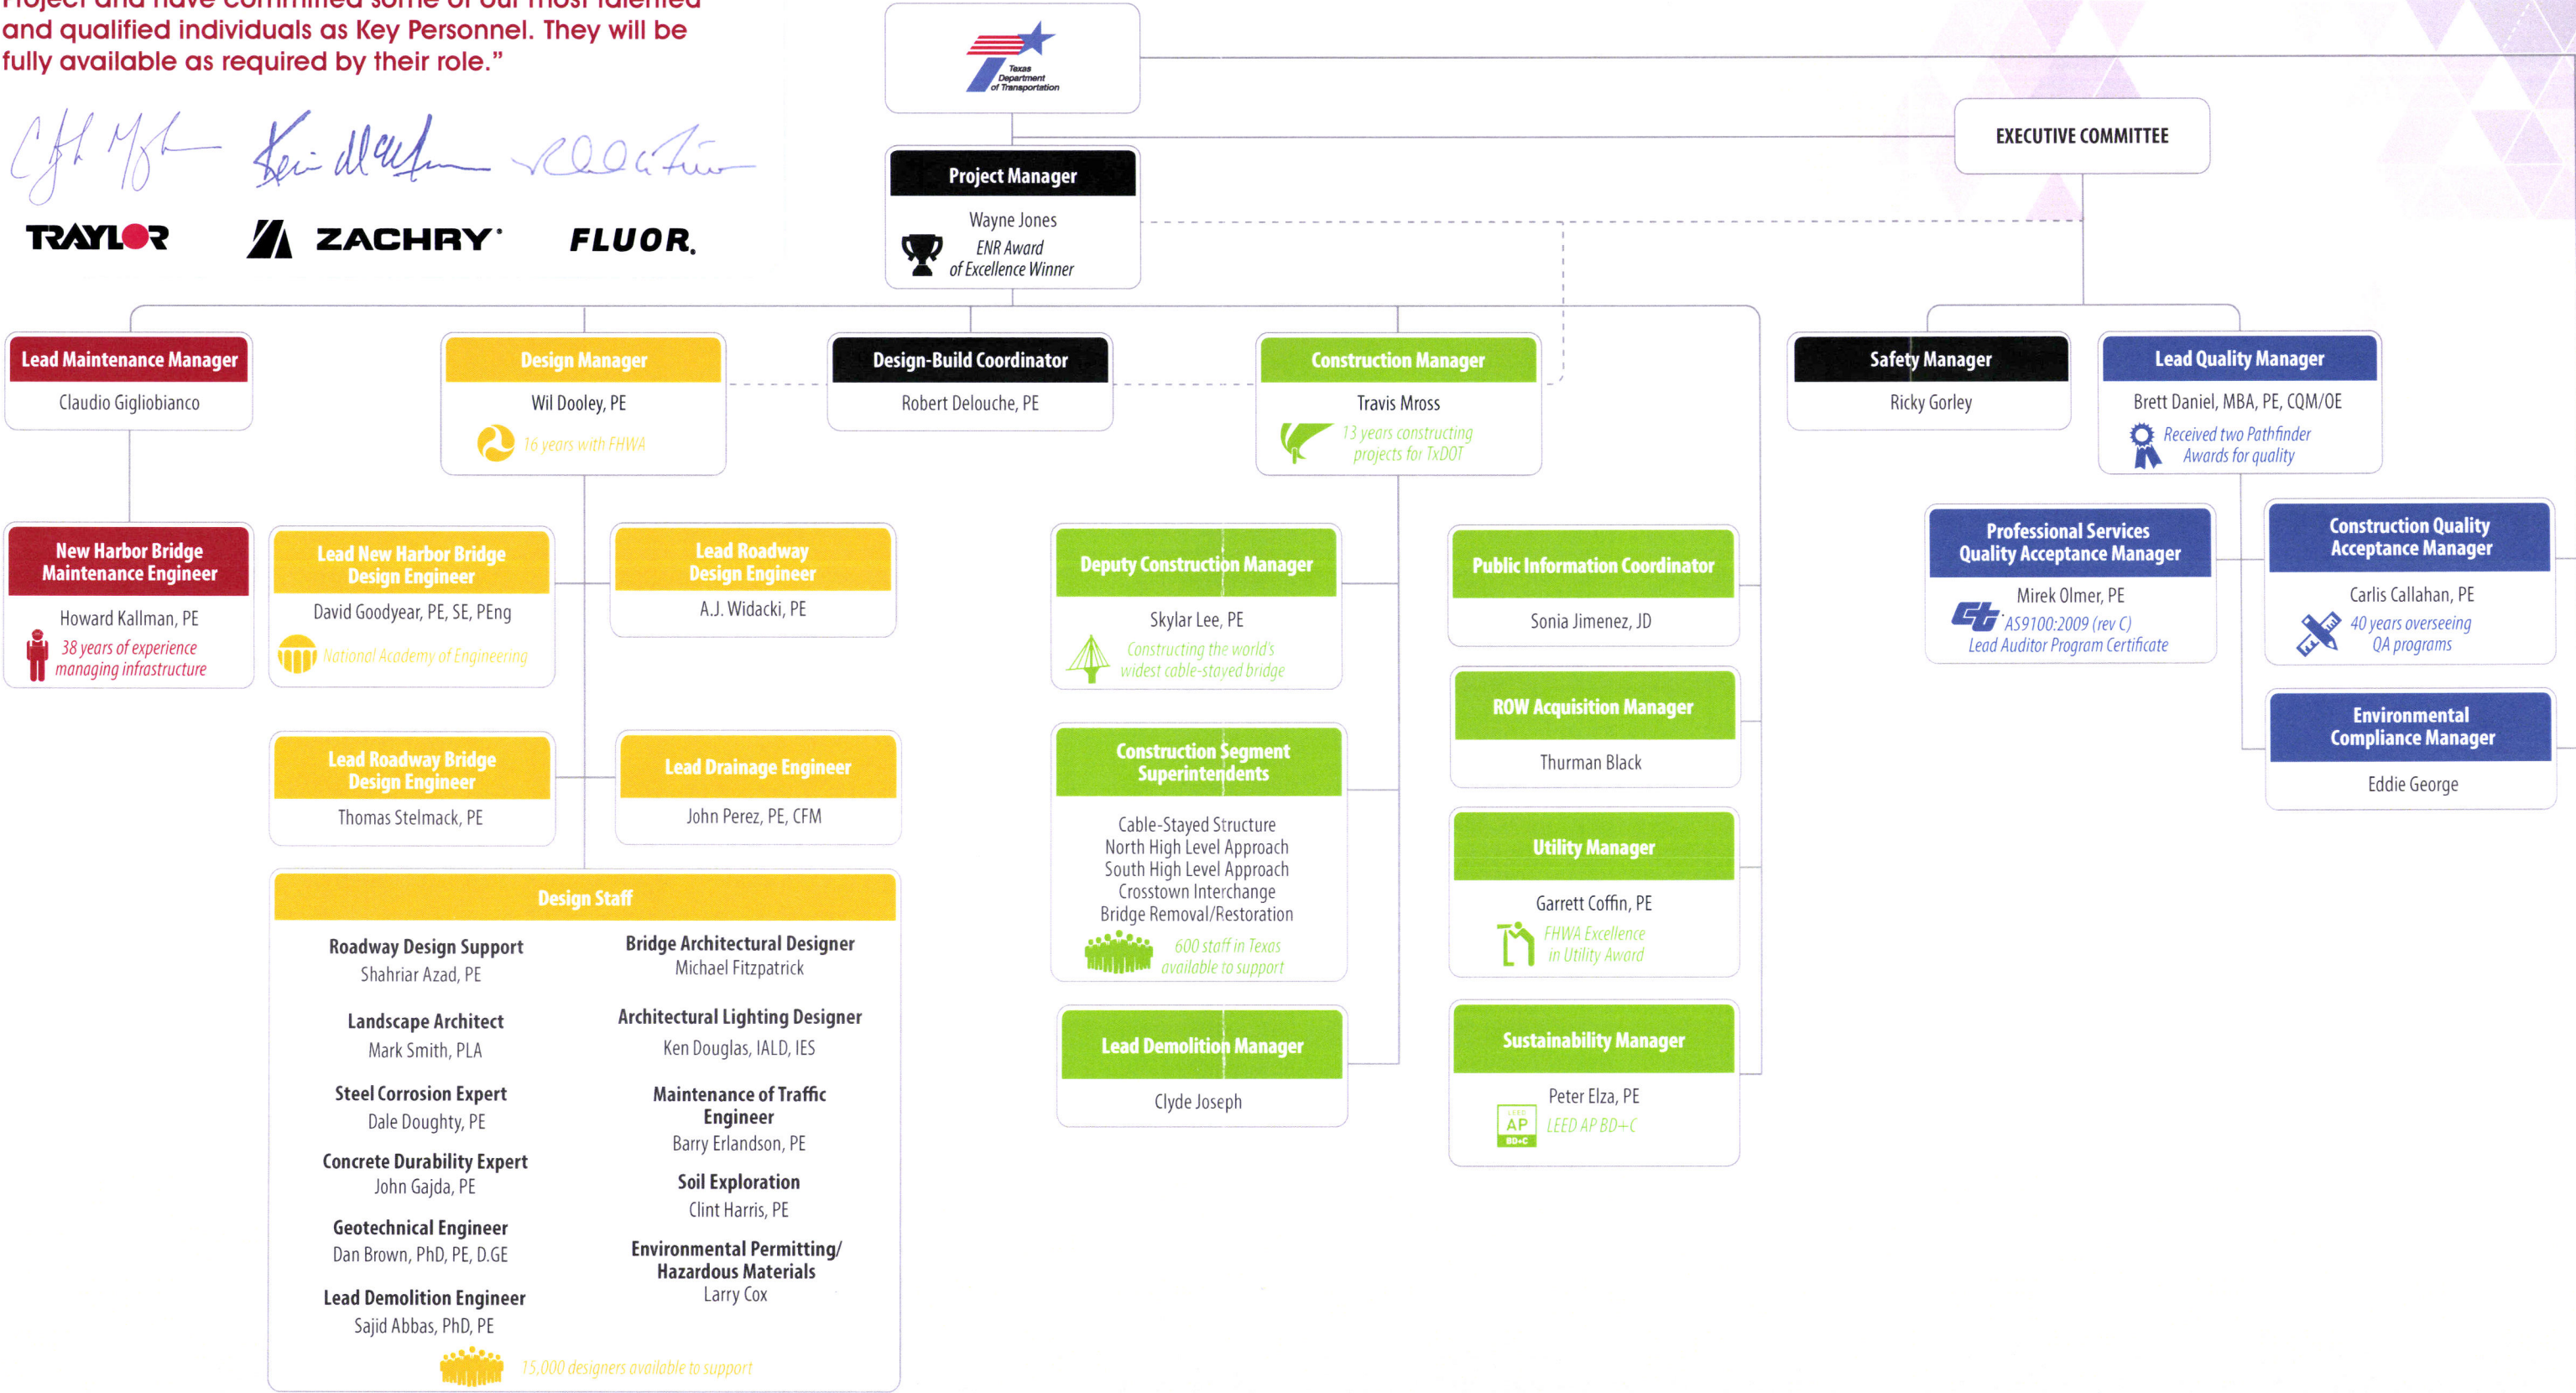 Project and have committed some of our most talented
and qualified individuals as Key Personnel. They will be
fully available as required by their role.”
TRAYLOR
ZACHRY
FLUOR.
Texas
Department
of Transportation
EXECUTIVE COMMITTEE
Project Manager
Wayne Jones
ENR Award
of Excellence Winner
Lead Maintenance Manager
Claudio Gigliobianco
Design Manager
Wil Dooley, PE
16 years with FHWA
Design-Build Coordinator
Robert Delouche, PE
Construction Manager
Travis Mross
13 years constructing
projects for TxDOT
Safety Manager
Ricky Gorley
Lead Quality Manager
Brett Daniel, MBA, PE, CQM/OE
Received two Pathfinder
Awards for quality
New Harbor Bridge
Maintenance Engineer
Howard Kallman, PE
38 years of experience
managing infrastructure
Lead New Harbor Bridge
Design Engineer
David Goodyear, PE, SE, PEng
National Academy of Engineering
Lead Roadway
Design Engineer
A.J. Widacki, PE
Lead Roadway Bridge
Design Engineer
Thomas Stelmack, PE
Lead Drainage Engineer
John Perez, PE, CFM
Design Staff
Roadway Design Support
Shahriar Azad, PE
Landscape Architect
Mark Smith, PLA
Steel Corrosion Expert
Dale Doughty, PE
Concrete Durability Expert
John Gajda, PE
Geotechnical Engineer
Dan Brown, PhD, PE, D.GE
Lead Demolition Engineer
Sajid Abbas, PhD, PE
Bridge Architectural Designer
Michael Fitzpatrick
Architectural Lighting Designer
Ken Douglas, IALD, IES
Maintenance of Traffic
Engineer
Barry Erlandson, PE
Soil Exploration
Clint Harris, PE
Environmental Permitting/
Hazardous Materials
Larry Cox
15,000 designers available to support
Deputy Construction Manager
Skylar Lee, PE
Constructing the world's
widest cable-stayed bridge
Construction Segment
Superintendents
Cable-Stayed Structure
North High Level Approach
South High Level Approach
Crosstown Interchange
Bridge Removal/Restoration
600 staff in Texas
available to support
Lead Demolition Manager
Clyde Joseph
Public Information Coordinator
Sonia Jimenez, JD
ROW Acquisition Manager
Thurman Black
Utility Manager
Garrett Coffin, PE
FHWA Excellence
in Utility Award
Sustainability Manager
Peter Elza, PE
LEED
AP
BD+C
LEED AP BD+C
Professional Services
Quality Acceptance Manager
Mirek Olmer, PE
Ct
AS9100:2009 (rev C)
Lead Auditor Program Certificate
Construction Quality
Acceptance Manager
Carlis Callahan, PE
40 years overseeing
QA programs
Environmental
Compliance Manager
Eddie George